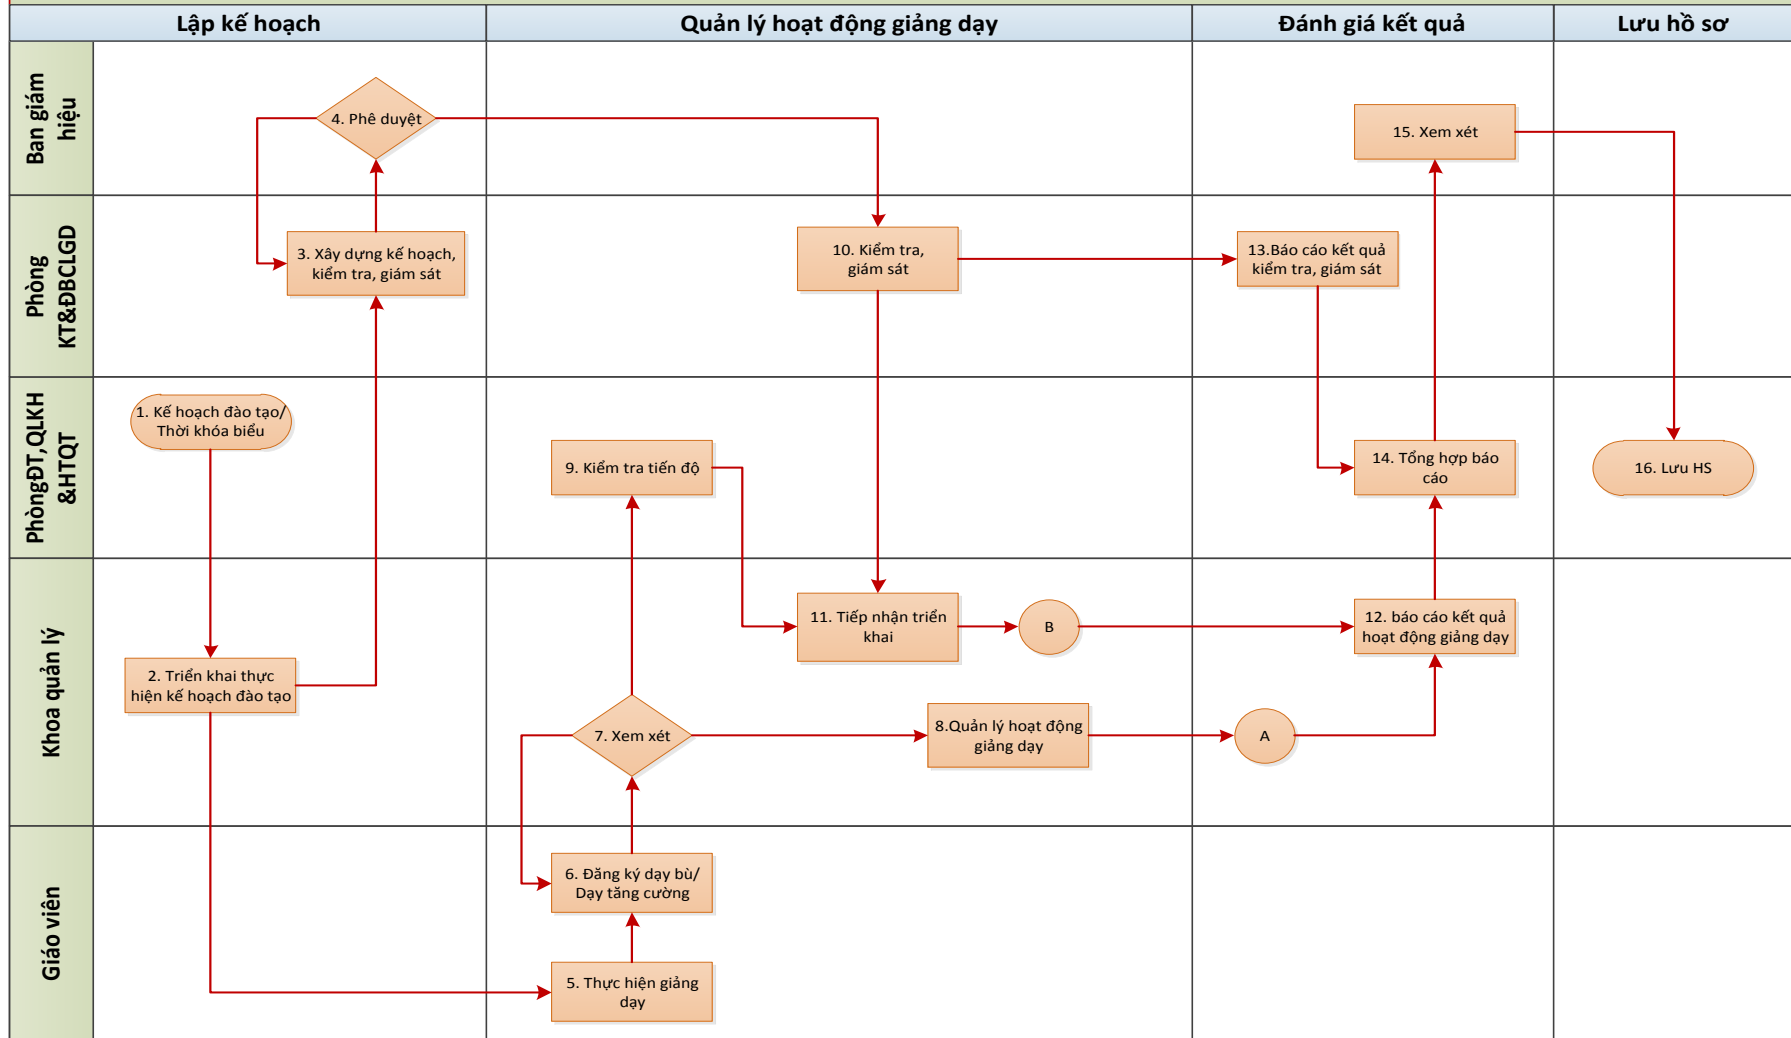 Lập kế hoạch
Quản lý hoạt động giảng dạy
Đánh giá kết quả
Lưu hồ sơ
Ban giám
hiệu
4. Phê duyệt
15. Xem xét
Phòng
KT&ĐBCLGD
3. Xây dựng kế hoạch,
kiểm tra, giám sát
10. Kiểm tra,
giám sát
13.Báo cáo kết quả
kiểm tra, giám sát
PhòngĐT,QLKH
&HTQT
1. Kế hoạch đào tạo/
Thời khóa biểu
9. Kiểm tra tiến độ
14. Tổng hợp báo
cáo
16. Lưu HS
Khoa quản lý
2. Triển khai thực
hiện kế hoạch đào tạo
11. Tiếp nhận triển
khai
B
12. báo cáo kết quả
hoạt động giảng dạy
7. Xem xét
8.Quản lý hoạt động
giảng dạy
A
Giáo viên
6. Đăng ký dạy bù/
Dạy tăng cường
5. Thực hiện giảng
dạy